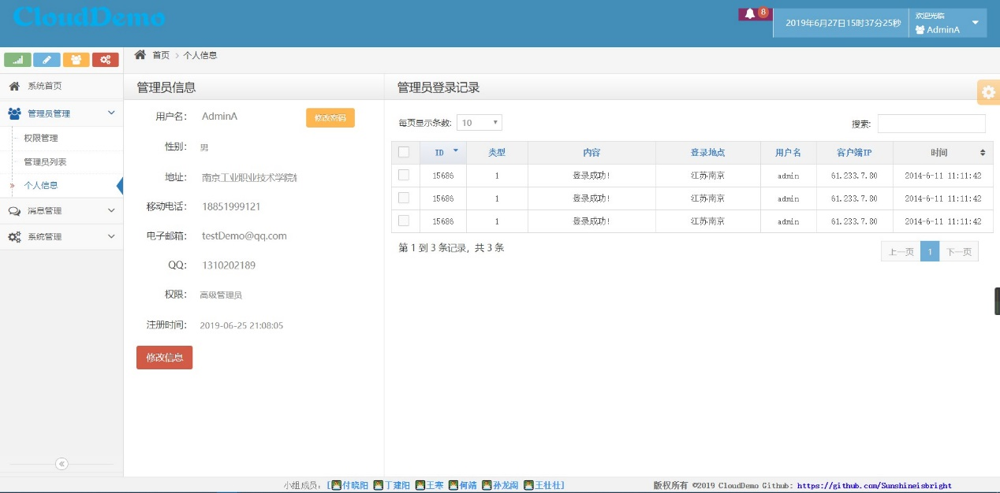 CloudDemo
8
2019年6月27日15时37分25秒
欢迎光临
AdminA
首页 > 个人信息
系统首页
管理员管理
权限管理
管理员列表
» 个人信息
消息管理
系统管理
管理员信息
用户名： AdminA
修改密码
性别： 男
地址： 南京工业职业技术学院
移动电话： 18851999121
电子邮箱： testDemo@qq.com
QQ： 1310202189
权限： 高级管理员
注册时间： 2019-06-25 21:08:05
修改信息
管理员登录记录
每页显示条数: 10
搜索:
ID 类型 内容 登录地点 用户名 客户端IP 时间
15686 1 登录成功! 江苏南京 admin 61.233.7.80 2014-6-11 11:11:42
15686 1 登录成功! 江苏南京 admin 61.233.7.80 2014-6-11 11:11:42
15686 1 登录成功! 江苏南京 admin 61.233.7.80 2014-6-11 11:11:42
第 1 到 3 条记录，共 3 条
上一页 1 下一页
«
小组成员： [付晓阳 丁建阳 王寒 何靖 孙龙阔 王壮壮]
版权所有 ©2019 CloudDemo Github: https://github.com/Sunshineisbright